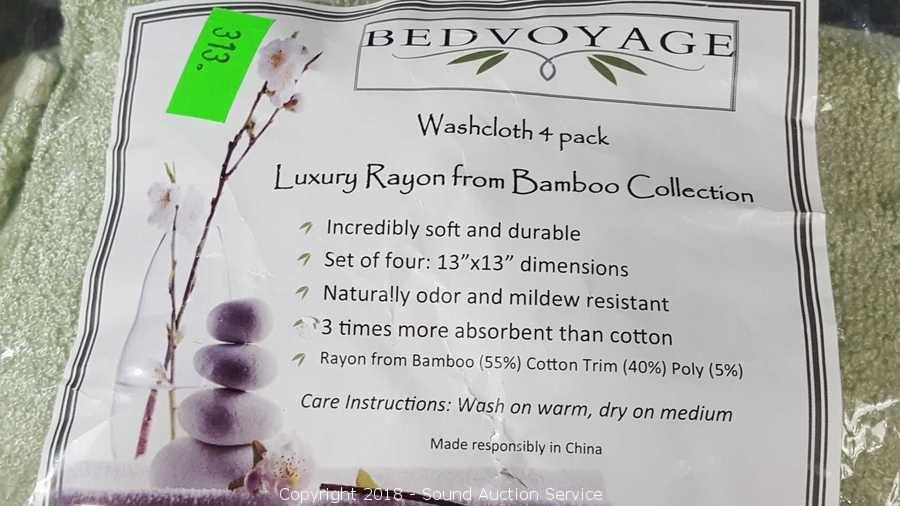 313.
BEDVOYAGE
Washcloth 4 pack
Luxury Rayon from Bamboo Collection
Incredibly soft and durable
Set of four: 13”x13” dimensions
Naturally odor and mildew resistant
3 times more absorbent than cotton
Rayon from Bamboo (55%) Cotton Trim (40%) Poly (5%)
Care Instructions: Wash on warm, dry on medium
Made responsibly in China
Copyright 2018 - Sound Auction Service